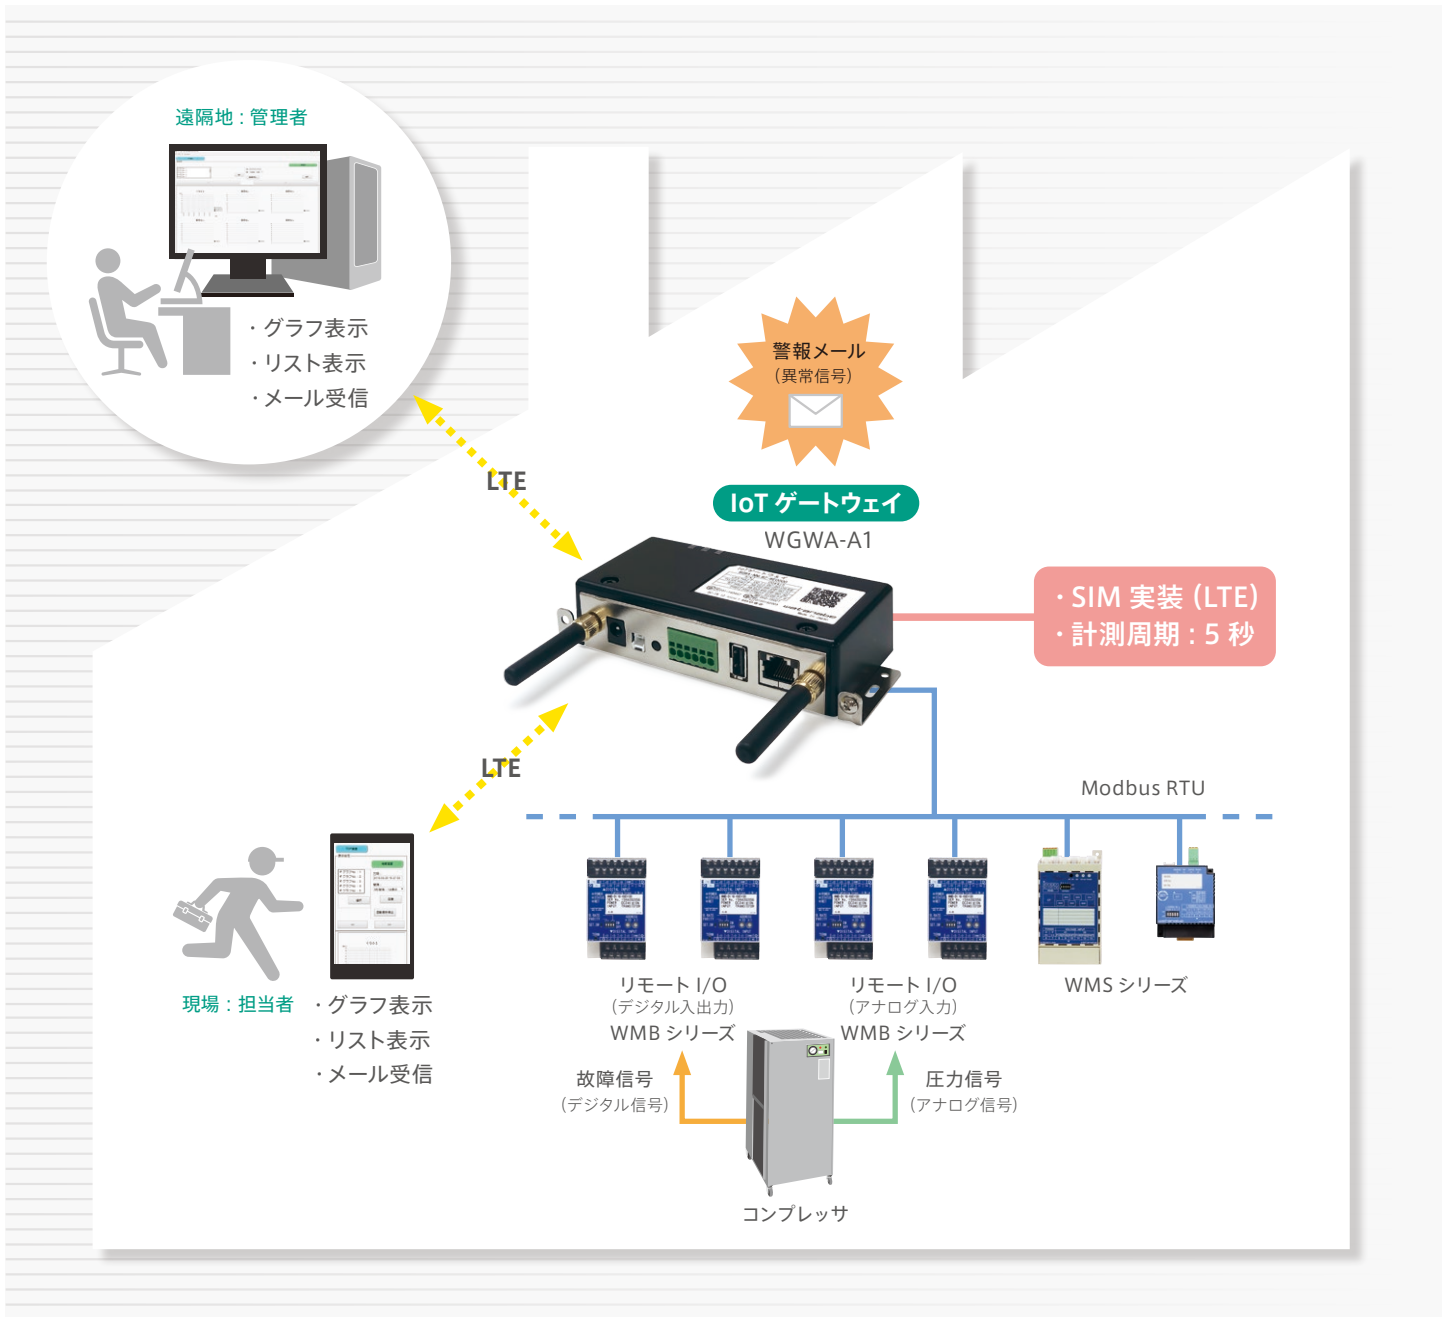 遠隔地 : 管理者
・グラフ表示
・リスト表示
・メール受信
警報メール
(異常信号)
LTE
IoT ゲートウェイ
WGWA-A1
・SIM 実装 (LTE)
・計測周期 : 5 秒
LTE
Modbus RTU
現場 : 担当者
・グラフ表示
・リスト表示
・メール受信
リモート I/O
(デジタル入出力)
WMB シリーズ
リモート I/O
(アナログ入力)
WMB シリーズ
WMS シリーズ
故障信号
(デジタル信号)
圧力信号
(アナログ信号)
コンプレッサ